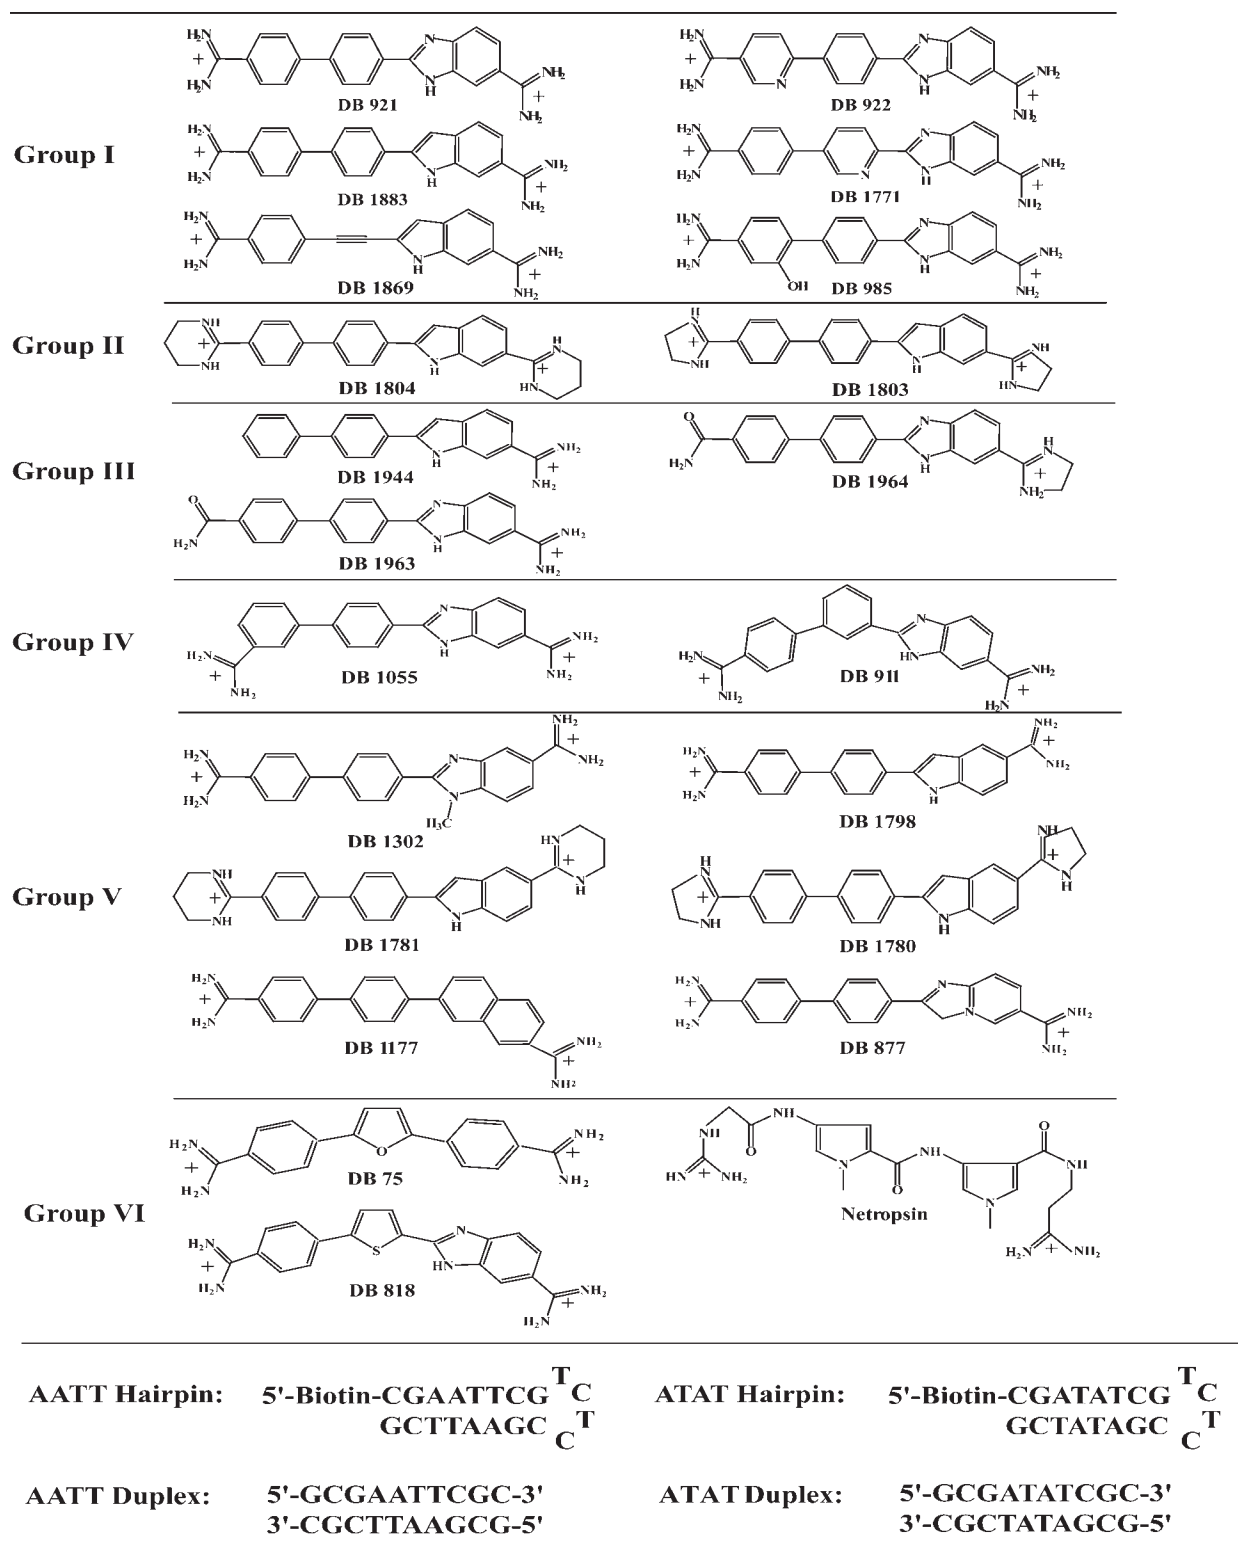 Group I
DB 921
DB 922
DB 1883
DB 1771
DB 1869
DB 985
Group II
DB 1804
DB 1803
Group III
DB 1944
DB 1964
DB 1963
Group IV
DB 1055
DB 911
Group V
DB 1302
DB 1798
DB 1781
DB 1780
DB 1177
DB 877
Group VI
DB 75
Netropsin
DB 818
AATT Hairpin: 5'-Biotin-CGAATTCG T C
GCTTAAGC C T
ATAT Hairpin: 5'-Biotin-CGATATCG T C
GCTATAGC C T
AATT Duplex: 5'-GCGAATTCGC-3'
3'-CGCTTAAGCG-5'
ATAT Duplex: 5'-GCGATATCGC-3'
3'-CGCTATAGCG-5'